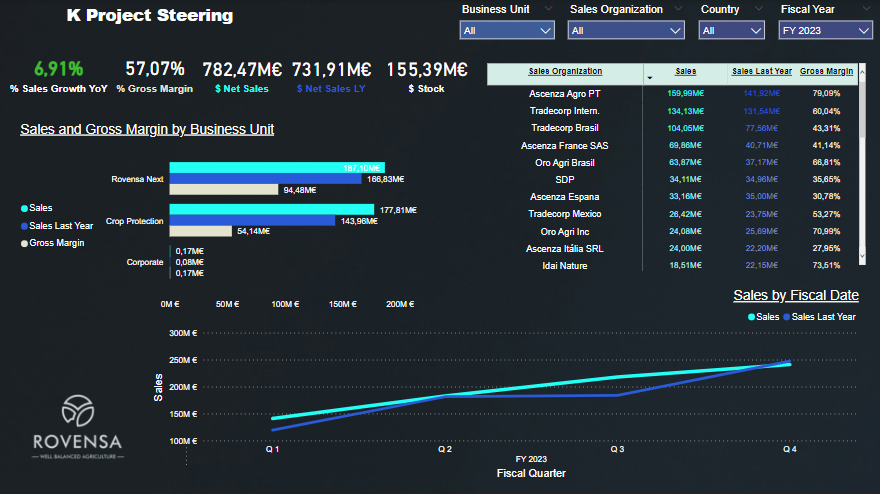 K Project Steering
Business Unit
All
Sales Organization
All
Country
All
Fiscal Year
FY 2023
6,91%
% Sales Growth YoY
57,07%
% Gross Margin
782,47M€
$ Net Sales
731,91M€
$ Net Sales LY
155,39M€
$ Stock
Sales Organization Sales Sales Last Year Gross Margin
Ascenza Agro PT 159,99M€ 141,92M€ 79,09%
Tradecorp Intern. 134,13M€ 131,54M€ 60,04%
Tradecorp Brasil 104,05M€ 77,56M€ 43,31%
Ascenza France SAS 69,86M€ 40,71M€ 41,14%
Oro Agri Brasil 63,87M€ 37,17M€ 66,81%
SDP 34,11M€ 34,96M€ 35,65%
Ascenza Espana 33,16M€ 35,00M€ 30,78%
Tradecorp Mexico 26,42M€ 23,75M€ 53,27%
Oro Agri Inc 24,08M€ 25,69M€ 70,99%
Ascenza Itália SRL 24,00M€ 22,20M€ 27,95%
Idai Nature 18,51M€ 22,15M€ 73,51%
Sales and Gross Margin by Business Unit
Sales
Sales Last Year
Gross Margin
Rovensa Next
187,10M€
166,83M€
94,48M€
Crop Protection
177,81M€
143,96M€
54,14M€
Corporate
0,17M€
0,08M€
0,17M€
0M € 50M € 100M € 150M € 200M €
Sales by Fiscal Date
Sales Sales Last Year
300M €
250M €
200M €
150M €
100M €
Sales
Q 1 Q 2 Q 3 Q 4
FY 2023
Fiscal Quarter
ROVENSA
WELL BALANCED AGRICULTURE